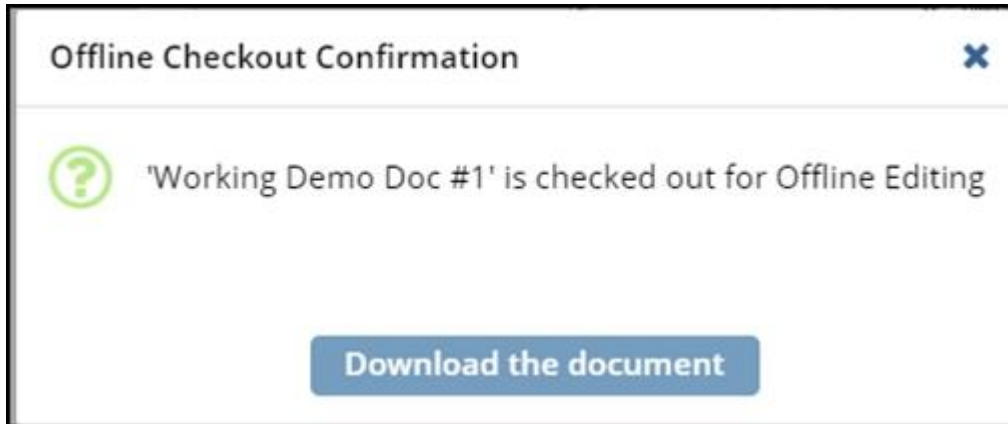 Offline Checkout Confirmation
'Working Demo Doc #1' is checked out for Offline Editing
Download the document